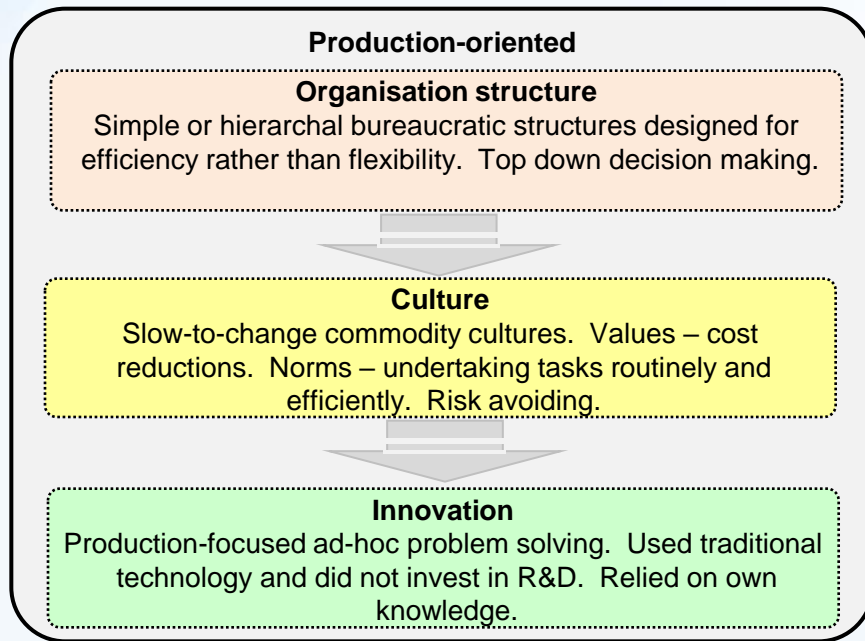 Production-oriented
Organisation structure
Simple or hierarchal bureaucratic structures designed for
efficiency rather than flexibility.  Top down decision making.
Culture
Slow-to-change commodity cultures.  Values – cost
reductions.  Norms – undertaking tasks routinely and
efficiently.  Risk avoiding.
Innovation
Production-focused ad-hoc problem solving.  Used traditional
technology and did not invest in R&D.  Relied on own
knowledge.